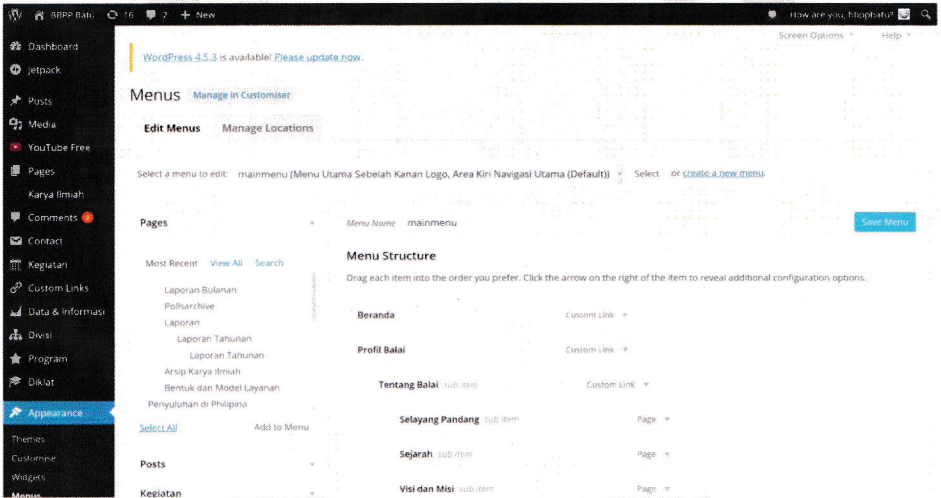 BBPP Batu 16 2 + New How are you, bbppbatu?
Screen Options Help
Dashboard
Jetpack
Posts
Media
YouTube Free
Pages
Karya Ilmiah
Comments 2
Contact
Kegiatan
Custom Links
Data & Informasi
Divisi
Program
Diklat
Appearance
Themes
Customise
Widgets
Menus
WordPress 4.5.3 is available! Please update now.
Menus Manage in Customiser
Edit Menus Manage Locations
Select a menu to edit: mainmenu (Menu Utama Sebelah Kanan Logo, Area Kiri Navigasi Utama (Default)) Select or create a new menu.
Pages
Most Recent View All Search
Laporan Bulanan
Pollsarchive
Laporan
Laporan Tahunan
Laporan Tahunan
Arsip Karya Ilmiah
Bentuk dan Model Layanan
Penyuluhan di Philipina
Select All Add to Menu
Posts
Kegiatan
Menu Name mainmenu Save Menu
Menu Structure
Drag each item into the order you prefer. Click the arrow on the right of the item to reveal additional configuration options.
Beranda Custom Link
Profil Balai Custom Link
Tentang Balai sub item Custom Link
Selayang Pandang sub item Page
Sejarah sub item Page
Visi dan Misi sub item Page